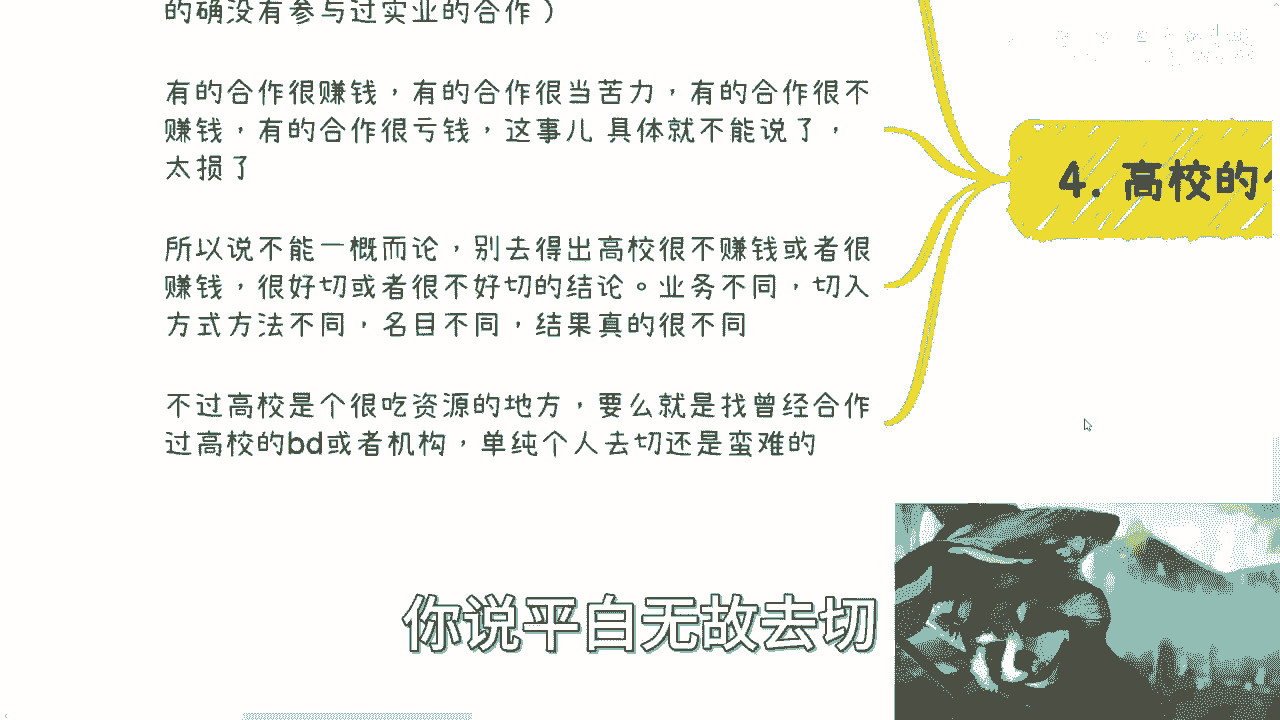 的确没有参与过实业的合作）
有的合作很赚钱，有的合作很当苦力，有的合作很不
赚钱，有的合作很亏钱，这事儿 具体就不能说了，
太损了
所以说不能一概而论，别去得出高校很不赚钱或者很
赚钱，很好切或者很不好切的结论。业务不同，切入
方式方法不同，名目不同，结果真的很不同
不过高校是个很吃资源的地方，要么就是找曾经合作
过高校的bd或者机构，单纯个人去切还是蛮难的
4. 高校的
你说平白无故去切